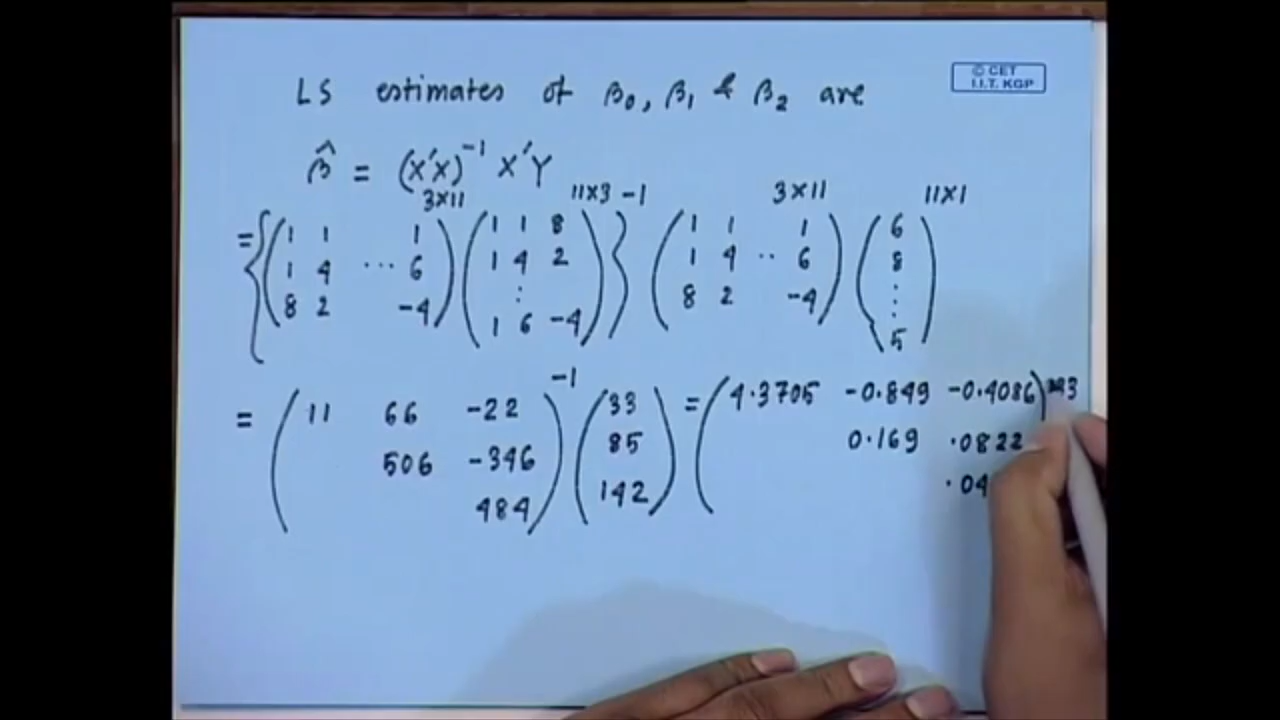 © CET
I.I.T. KGP
LS estimates of β₀, β₁ & β₂ are
β̂ = (X′X)⁻¹ X′Y
3×11 11×3 -1 3×11 11×1
= { ( 1 1 1 ) ( 1 1 8 ) } ( 1 1 1 ) ( 6 )
1 4 ... 6 1 4 2 1 4 .. 6 8
8 2 -4 : 8 2 -4 :
1 6 -4 5
-1
= ( 11 66 -22 ) ( 33 ) = ( 4.3705 -0.849 -0.4086 )
506 -346 85 0.169 .0822
484 142 .04